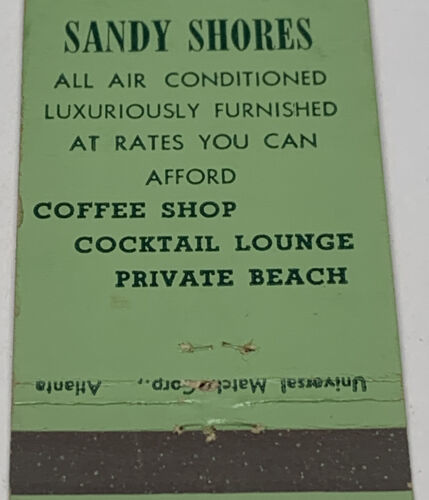 SANDY SHORES
ALL AIR CONDITIONED
LUXURIOUSLY FURNISHED
AT RATES YOU CAN
AFFORD
COFFEE SHOP
COCKTAIL LOUNGE
PRIVATE BEACH
Universal Match Corp., Atlanta